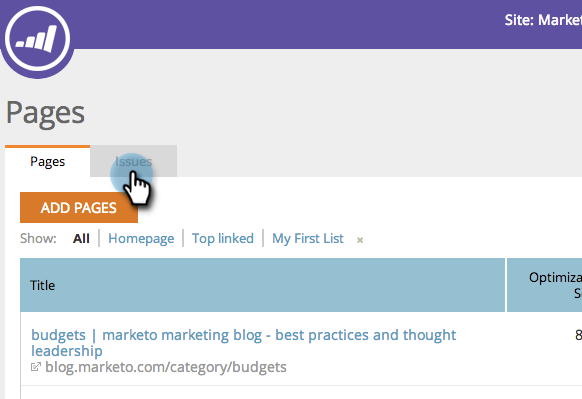 Site: Market
Pages
Pages Issues
ADD PAGES
Show: All Homepage Top linked My First List ×
Title Optimiza
S
budgets | marketo marketing blog - best practices and thought 8
leadership
blog.marketo.com/category/budgets